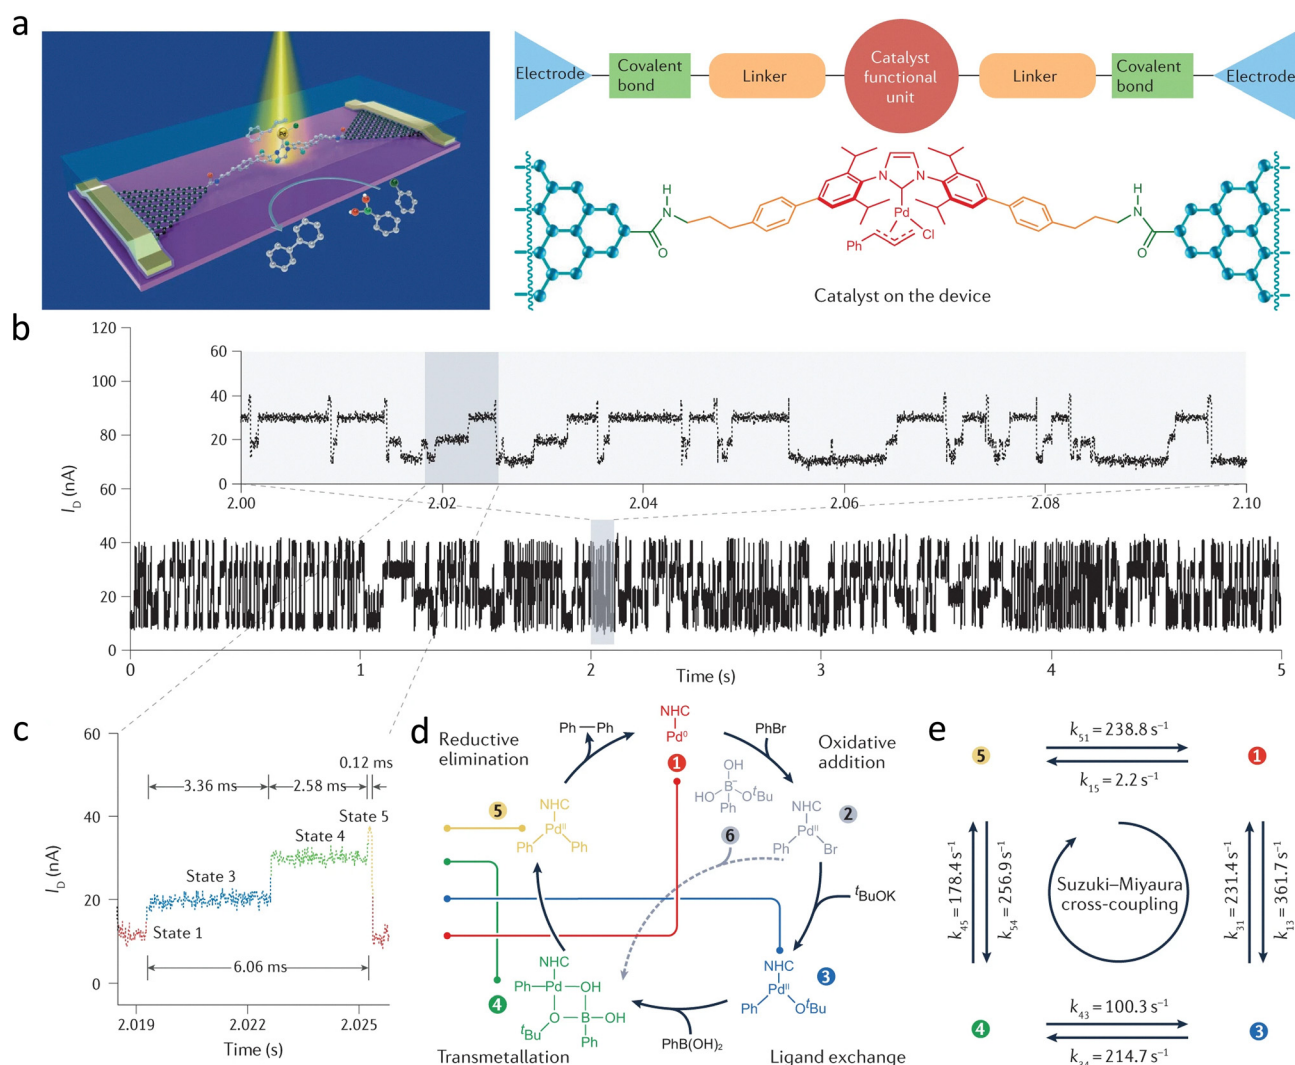 a
Electrode
Covalent
bond
Linker
Catalyst
functional
unit
Linker
Covalent
bond
Electrode
H
N
O
N
N
Pd
Cl
Ph
H
N
O
Catalyst on the device
b
120
100
80
60
40
20
0
I_D (nA)
60
40
20
0
2.00
2.02
2.04
2.06
2.08
2.10
0
1
2
3
4
5
Time (s)
c
60
40
20
0
I_D (nA)
0.12 ms
3.36 ms
2.58 ms
State 5
State 4
State 3
State 1
6.06 ms
2.019
2.022
2.025
Time (s)
d
Reductive
elimination
Ph—Ph
NHC
Pd⁰
1
PhBr
Oxidative
addition
OH
B⁻
HO
OᵗBu
Ph
6
NHC
Pd^II
Ph
Br
2
5
NHC
Pd^II
Ph
Ph
ᵗBuOK
NHC
Pd^II
Ph
OᵗBu
3
PhB(OH)₂
Ligand exchange
NHC
Ph
Pd
OH
O
B
OH
ᵗBu
Ph
4
Transmetallation
e
5
k₅₁ = 238.8 s⁻¹
k₁₅ = 2.2 s⁻¹
1
k₄₅ = 178.4 s⁻¹
k₅₄ = 256.9 s⁻¹
Suzuki–Miyaura
cross-coupling
k₃₁ = 231.4 s⁻¹
k₁₃ = 361.7 s⁻¹
4
k₄₃ = 100.3 s⁻¹
k₃₄ = 214.7 s⁻¹
3